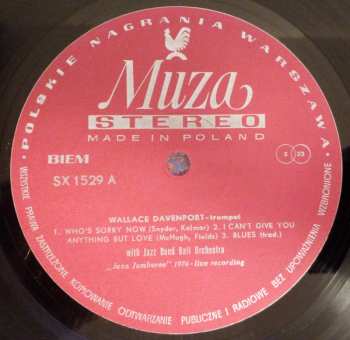 POLSKIE NAGRANIA WARSZAWA
Muza
STEREO
MADE IN POLAND
BIEM
SX 1529 A
S 33
WALLACE DAVENPORT - trumpet
1. WHO'S SORRY NOW (Snyder, Kalmar) 2. I CAN'T GIVE YOU
ANYTHING BUT LOVE (McHugh, Fields) 3. BLUES (trad.)
with Jazz Band Ball Orchestra
„Jazz Jamboree" 1976 - live recording
WSZYSTKIE PRAWA ZASTRZEŻONE KOPIOWANIE ODTWARZANIE PUBLICZNE I RADIOWE BEZ UPOWAŻNIENIA WZBRONIONE